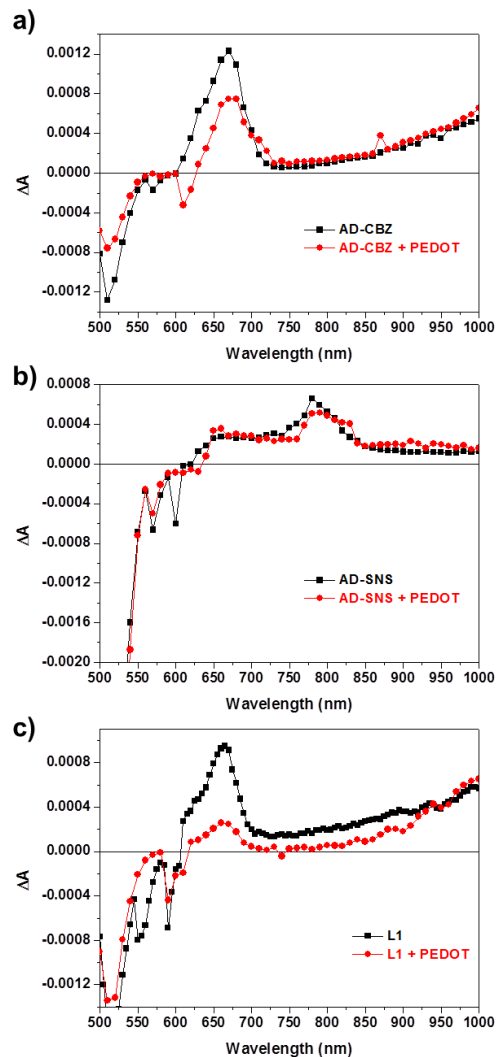 a)
0.0012
0.0008
0.0004
0.0000
-0.0004
-0.0008
-0.0012
ΔA
AD-CBZ
AD-CBZ + PEDOT
500 550 600 650 700 750 800 850 900 950 1000
Wavelength (nm)
b)
0.0008
0.0004
0.0000
-0.0004
-0.0008
-0.0012
-0.0016
-0.0020
ΔA
AD-SNS
AD-SNS + PEDOT
500 550 600 650 700 750 800 850 900 950 1000
Wavelength (nm)
c)
0.0008
0.0004
0.0000
-0.0004
-0.0008
-0.0012
ΔA
L1
L1 + PEDOT
500 550 600 650 700 750 800 850 900 950 1000
Wavelength (nm)